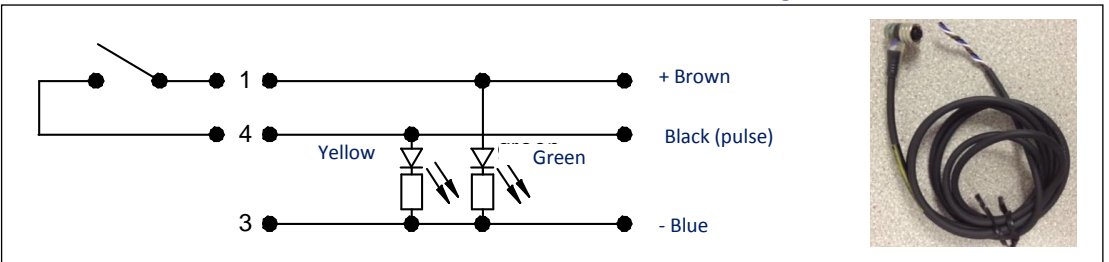 1
+ Brown
4
Black (pulse)
Yellow
Green
3
- Blue